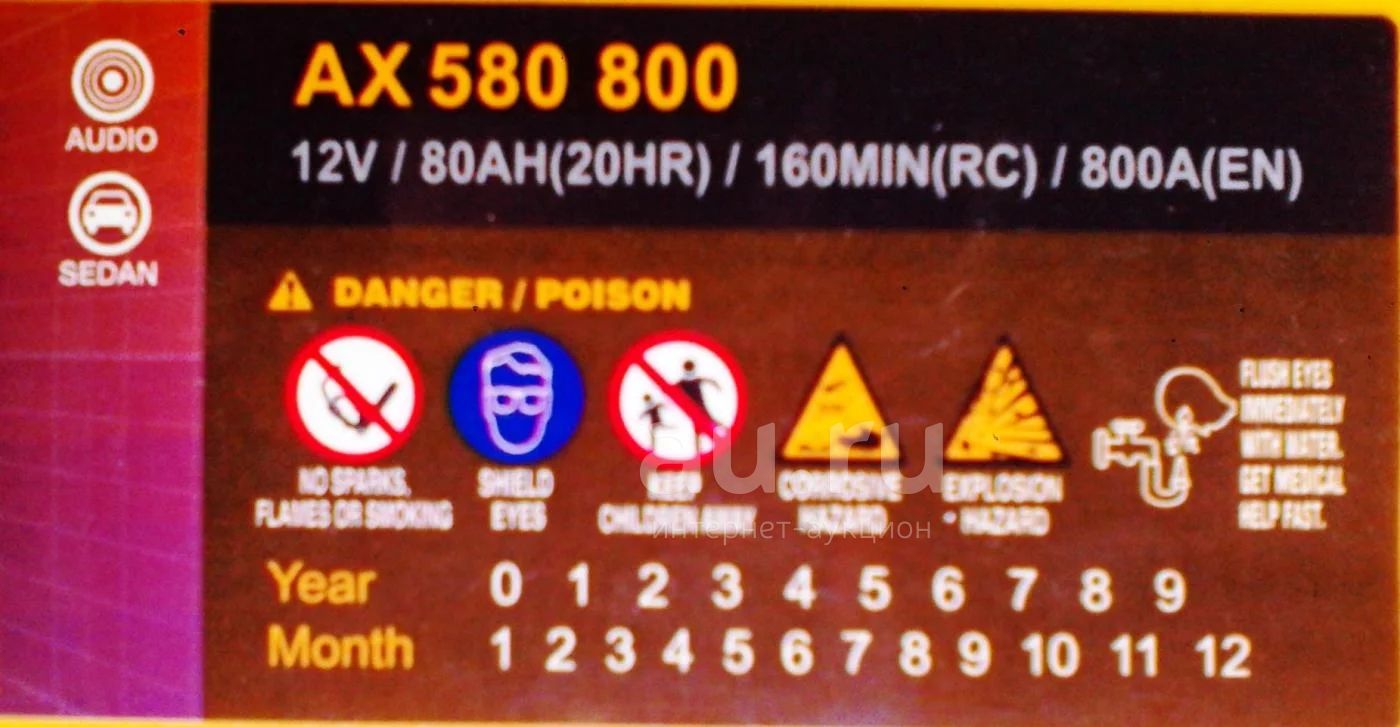 AUDIO
SEDAN
AX 580 800
12V / 80AH(20HR) / 160MIN(RC) / 800A(EN)
DANGER / POISON
NO SPARKS,
FLAMES OR SMOKING
SHIELD
EYES
KEEP
CHILDREN AWAY
CORROSIVE
HAZARD
EXPLOSION
HAZARD
FLUSH EYES
IMMEDIATELY
WITH WATER.
GET MEDICAL
HELP FAST.
au.ru
интернет-аукцион
Year 0 1 2 3 4 5 6 7 8 9
Month 1 2 3 4 5 6 7 8 9 10 11 12